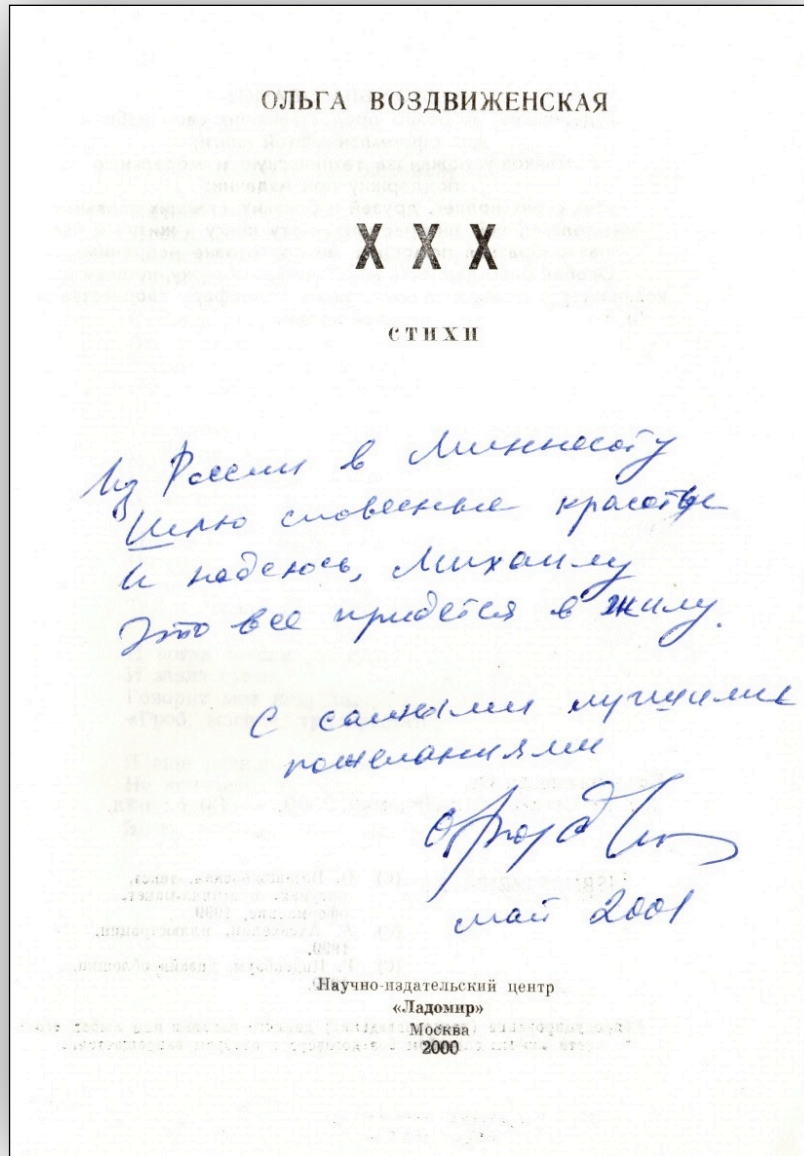 ОЛЬГА ВОЗДВИЖЕНСКАЯ
Х Х Х
СТИХИ
Из России в Миннесоту
Шлю словесные красоты
И надеюсь, Михаилу
Это все придется в жилу.
С самыми лучшими
пожеланиями
май 2001
Научно-издательский центр
«Ладомир»
Москва
2000